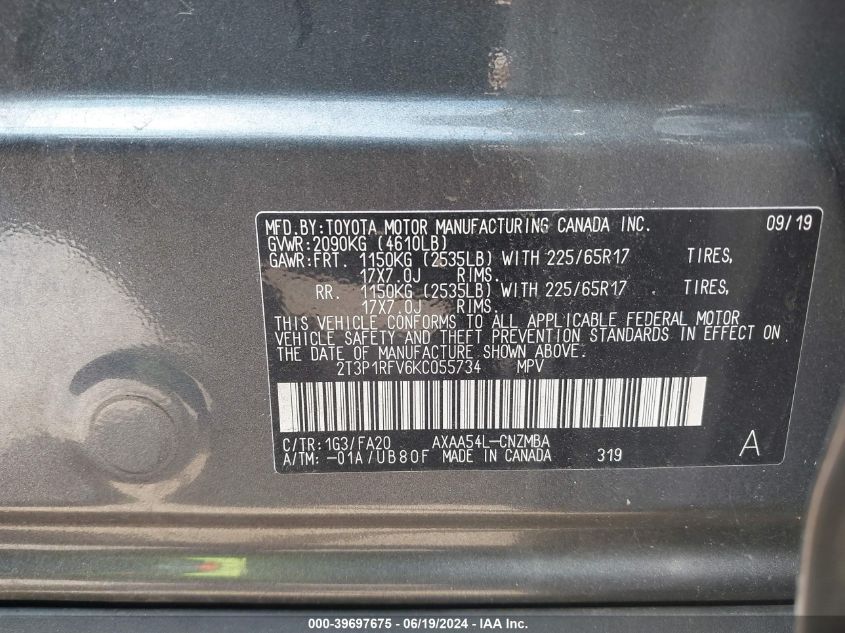 MFD.BY:TOYOTA MOTOR MANUFACTURING CANADA INC. 09/19
GVWR:2090KG (4610LB)
GAWR:FRT. 1150KG (2535LB) WITH 225/65R17 TIRES,
17X7.0J RIMS.
RR. 1150KG (2535LB) WITH 225/65R17 TIRES,
17X7.0J RIMS.
THIS VEHICLE CONFORMS TO ALL APPLICABLE FEDERAL MOTOR
VEHICLE SAFETY AND THEFT PREVENTION STANDARDS IN EFFECT ON
THE DATE OF MANUFACTURE SHOWN ABOVE.
2T3P1RFV6KC055734 MPV
C/TR:1G3/FA20 AXAA54L-CNZMBA A
A/TM:-01A/UB80F MADE IN CANADA 319
000-39697675 - 06/19/2024 - IAA Inc.